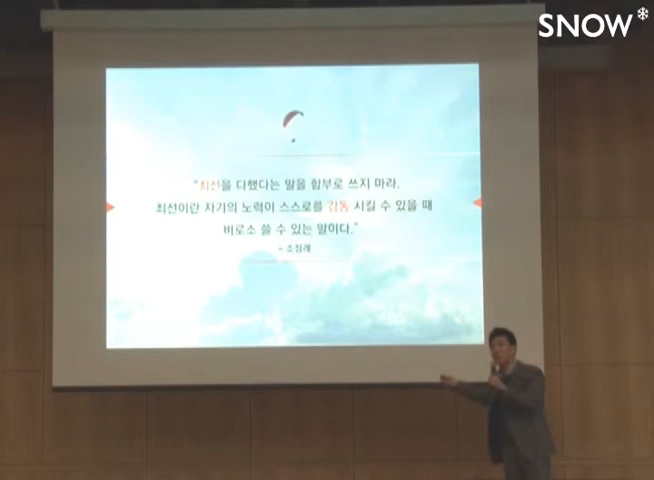 SNOW
"최선을 다했다는 말을 함부로 쓰지 마라.
최선이란 자기의 노력이 스스로를 감동 시킬 수 있을 때
비로소 쓸 수 있는 말이다."
- 조정래